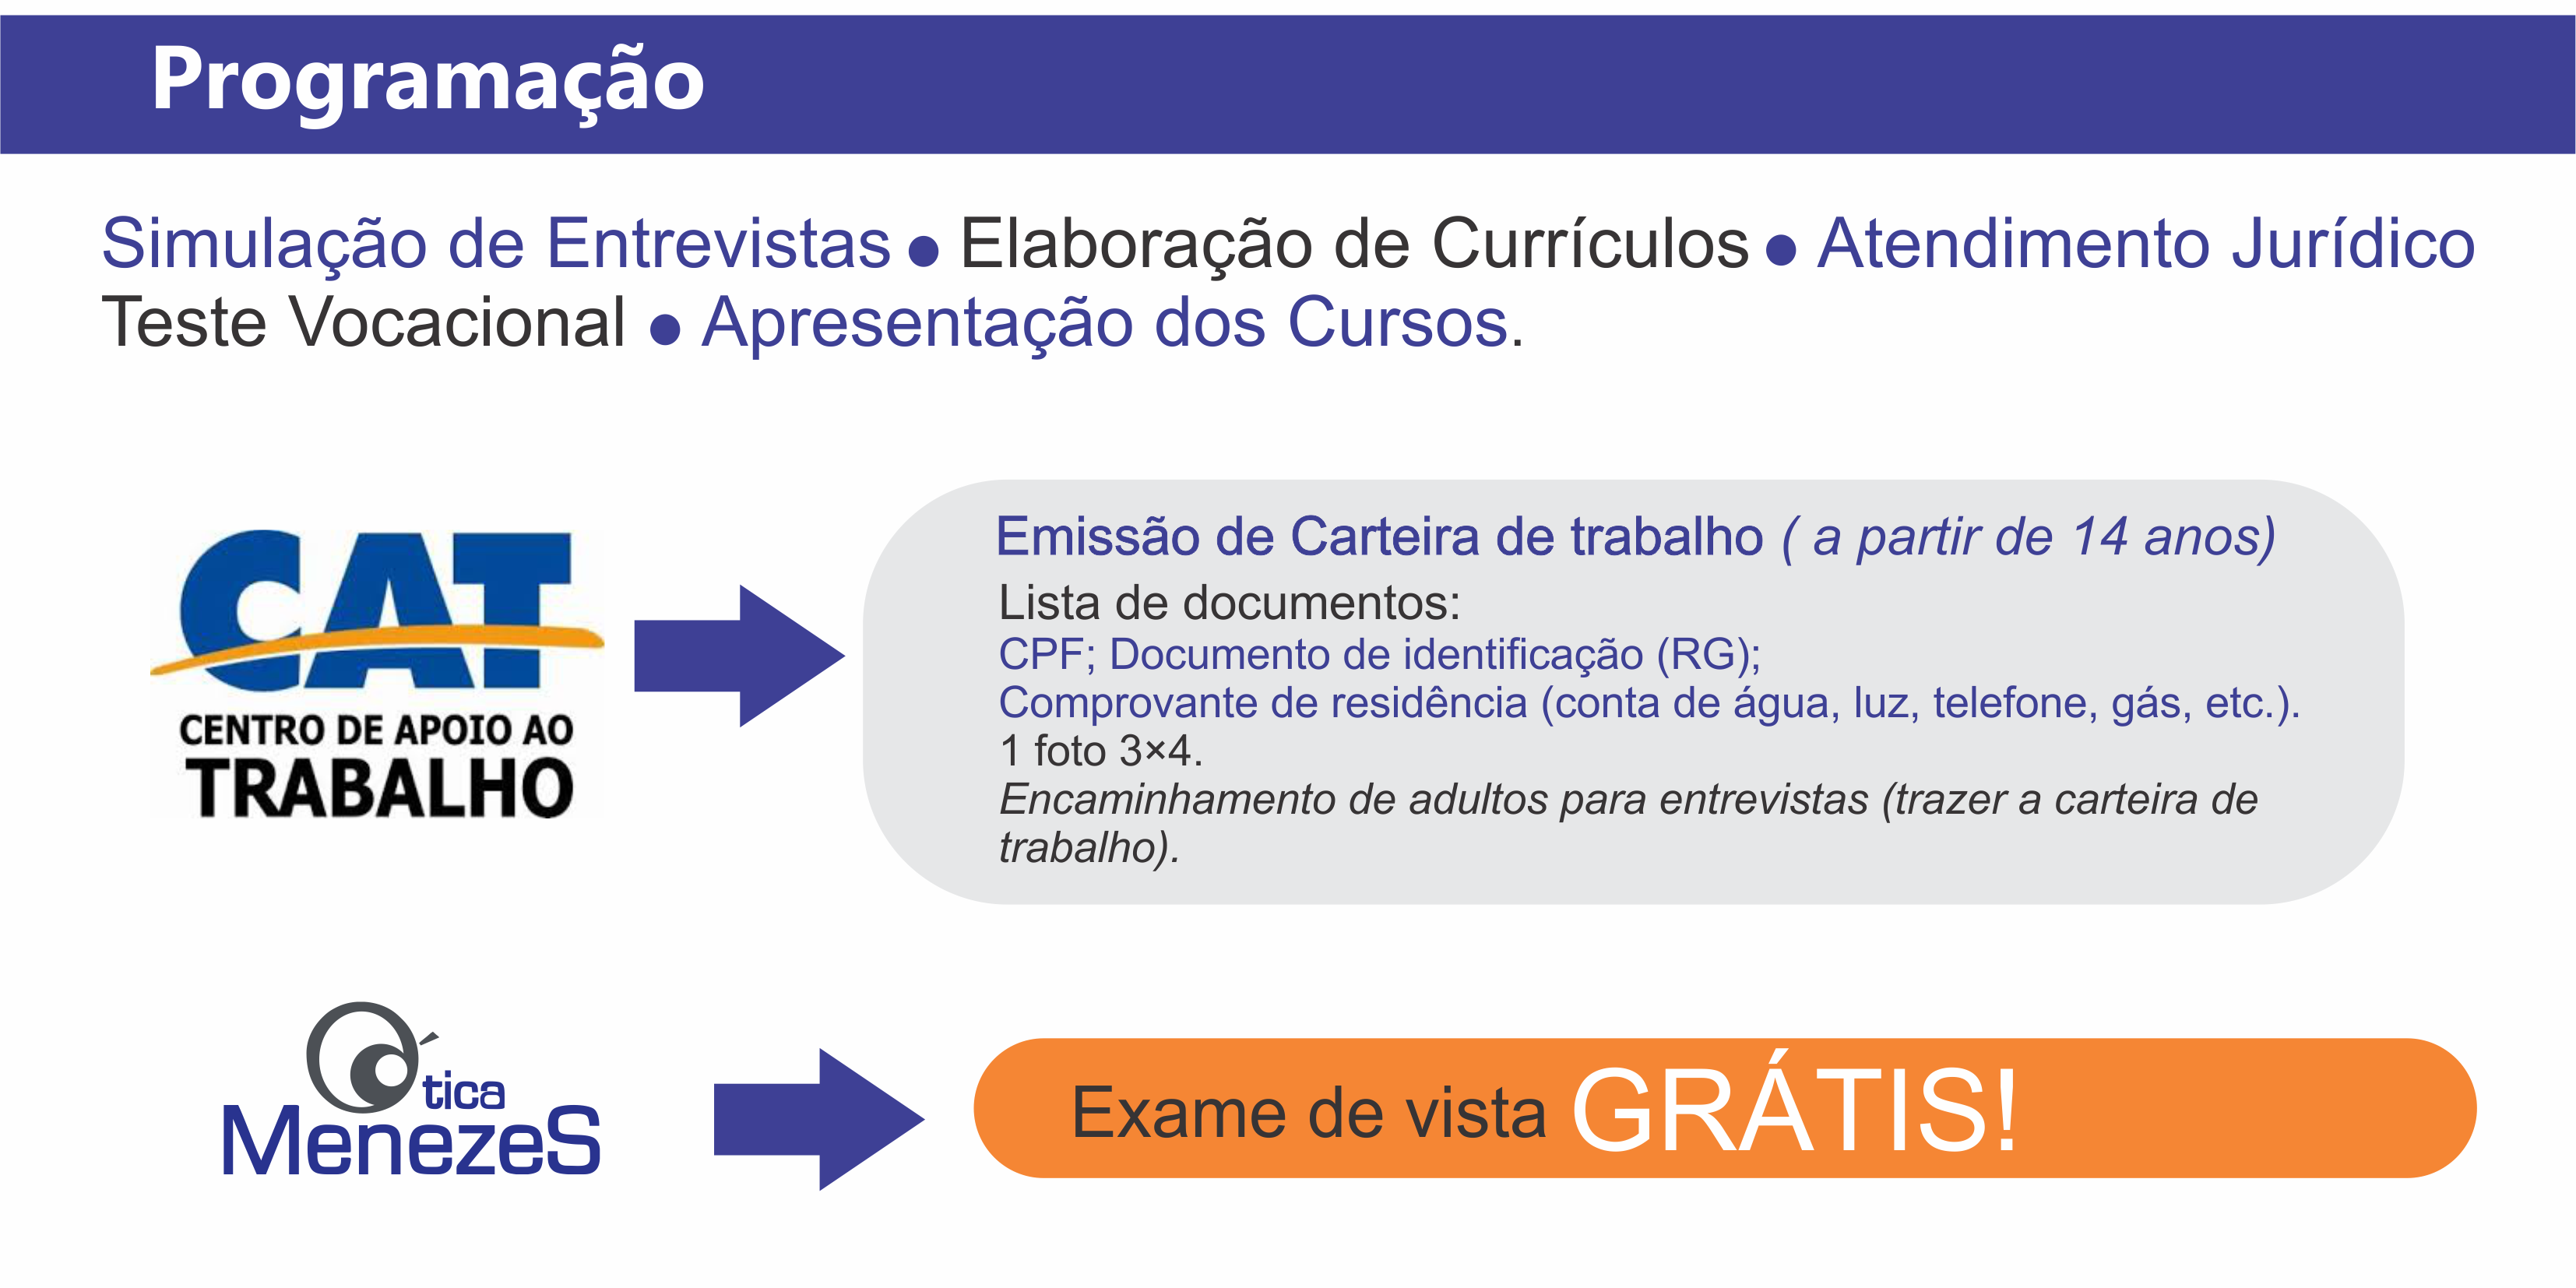 Programação
Simulação de Entrevistas ● Elaboração de Currículos ● Atendimento Jurídico
Teste Vocacional ● Apresentação dos Cursos.
CAT
CENTRO DE APOIO AO
TRABALHO
Emissão de Carteira de trabalho ( a partir de 14 anos)
Lista de documentos:
CPF; Documento de identificação (RG);
Comprovante de residência (conta de água, luz, telefone, gás, etc.).
1 foto 3×4.
Encaminhamento de adultos para entrevistas (trazer a carteira de
trabalho).
Ótica
MenezeS
Exame de vista GRÁTIS!